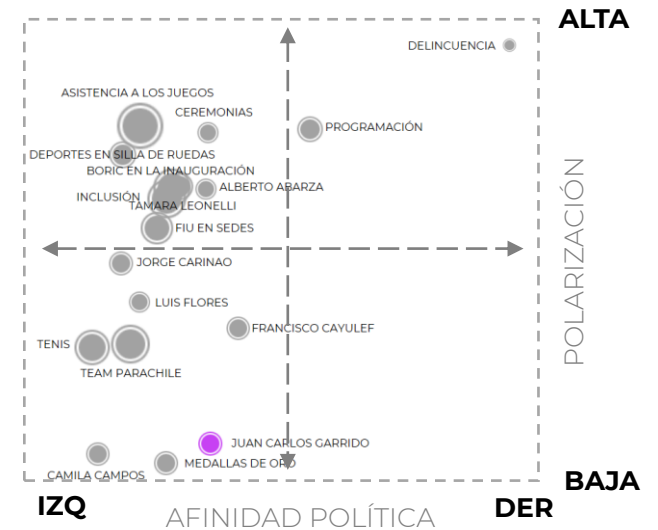 ALTA
DELINCUENCIA
ASISTENCIA A LOS JUEGOS
CEREMONIAS
PROGRAMACIÓN
DEPORTES EN SILLA DE RUEDAS
BORIC EN LA INAUGURACIÓN
ALBERTO ABARZA
INCLUSIÓN
TAMARA LEONELLI
FIU EN SEDES
POLARIZACIÓN
JORGE CARINAO
LUIS FLORES
FRANCISCO CAYULEF
TENIS
TEAM PARACHILE
JUAN CARLOS GARRIDO
MEDALLAS DE ORO
CAMILA CAMPOS
BAJA
IZQ
DER
AFINIDAD POLÍTICA